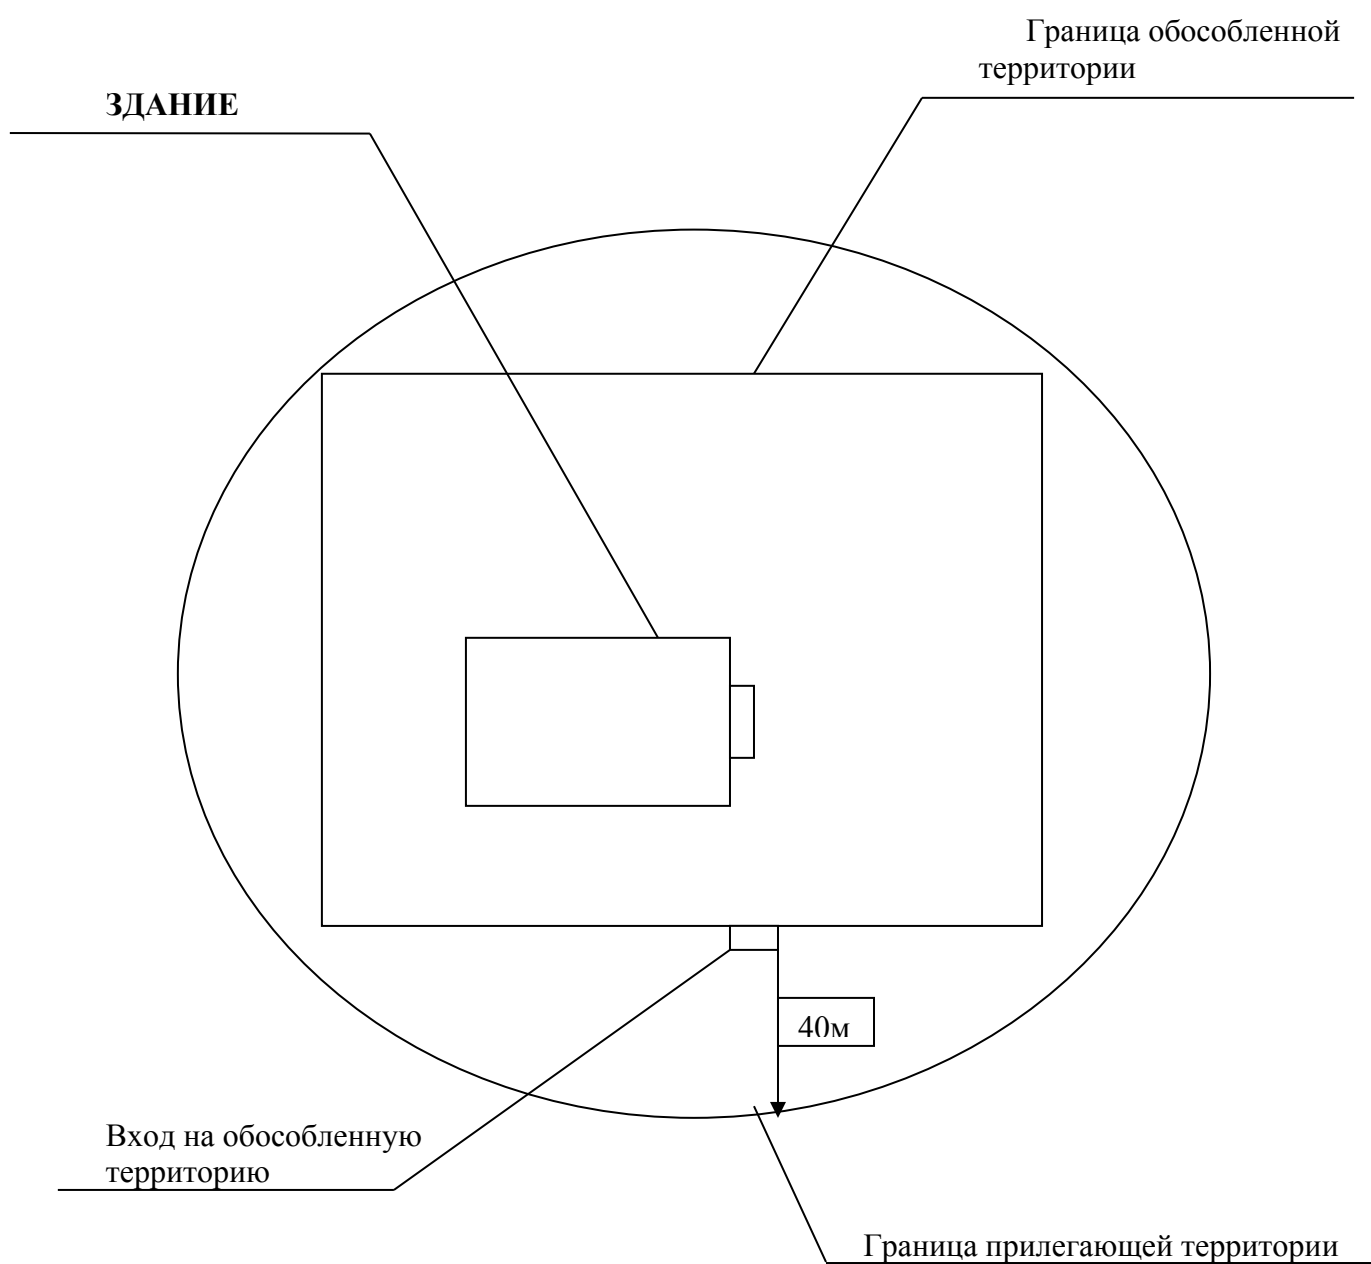 Граница обособленной
территории
ЗДАНИЕ
40м
Вход на обособленную
территорию
Граница прилегающей территории